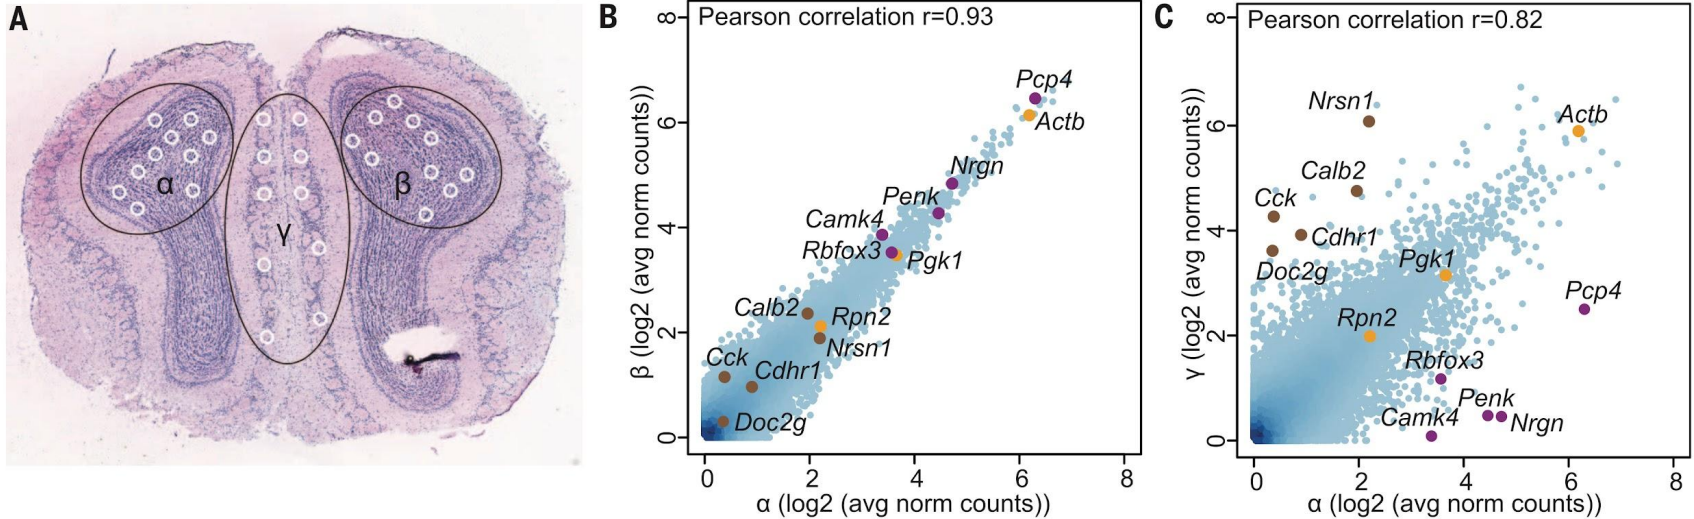 A
α
β
γ
B
Pearson correlation r=0.93
8
6
4
2
0
β (log2 (avg norm counts))
Pcp4
Actb
Nrgn
Penk
Camk4
Rbfox3
Pgk1
Calb2
Rpn2
Nrsn1
Cck
Cdhr1
Doc2g
0 2 4 6 8
α (log2 (avg norm counts))
C
Pearson correlation r=0.82
8
6
4
2
0
γ (log2 (avg norm counts))
Nrsn1
Actb
Calb2
Cck
Cdhr1
Doc2g
Pgk1
Pcp4
Rpn2
Rbfox3
Penk
Camk4
Nrgn
0 2 4 6 8
α (log2 (avg norm counts))